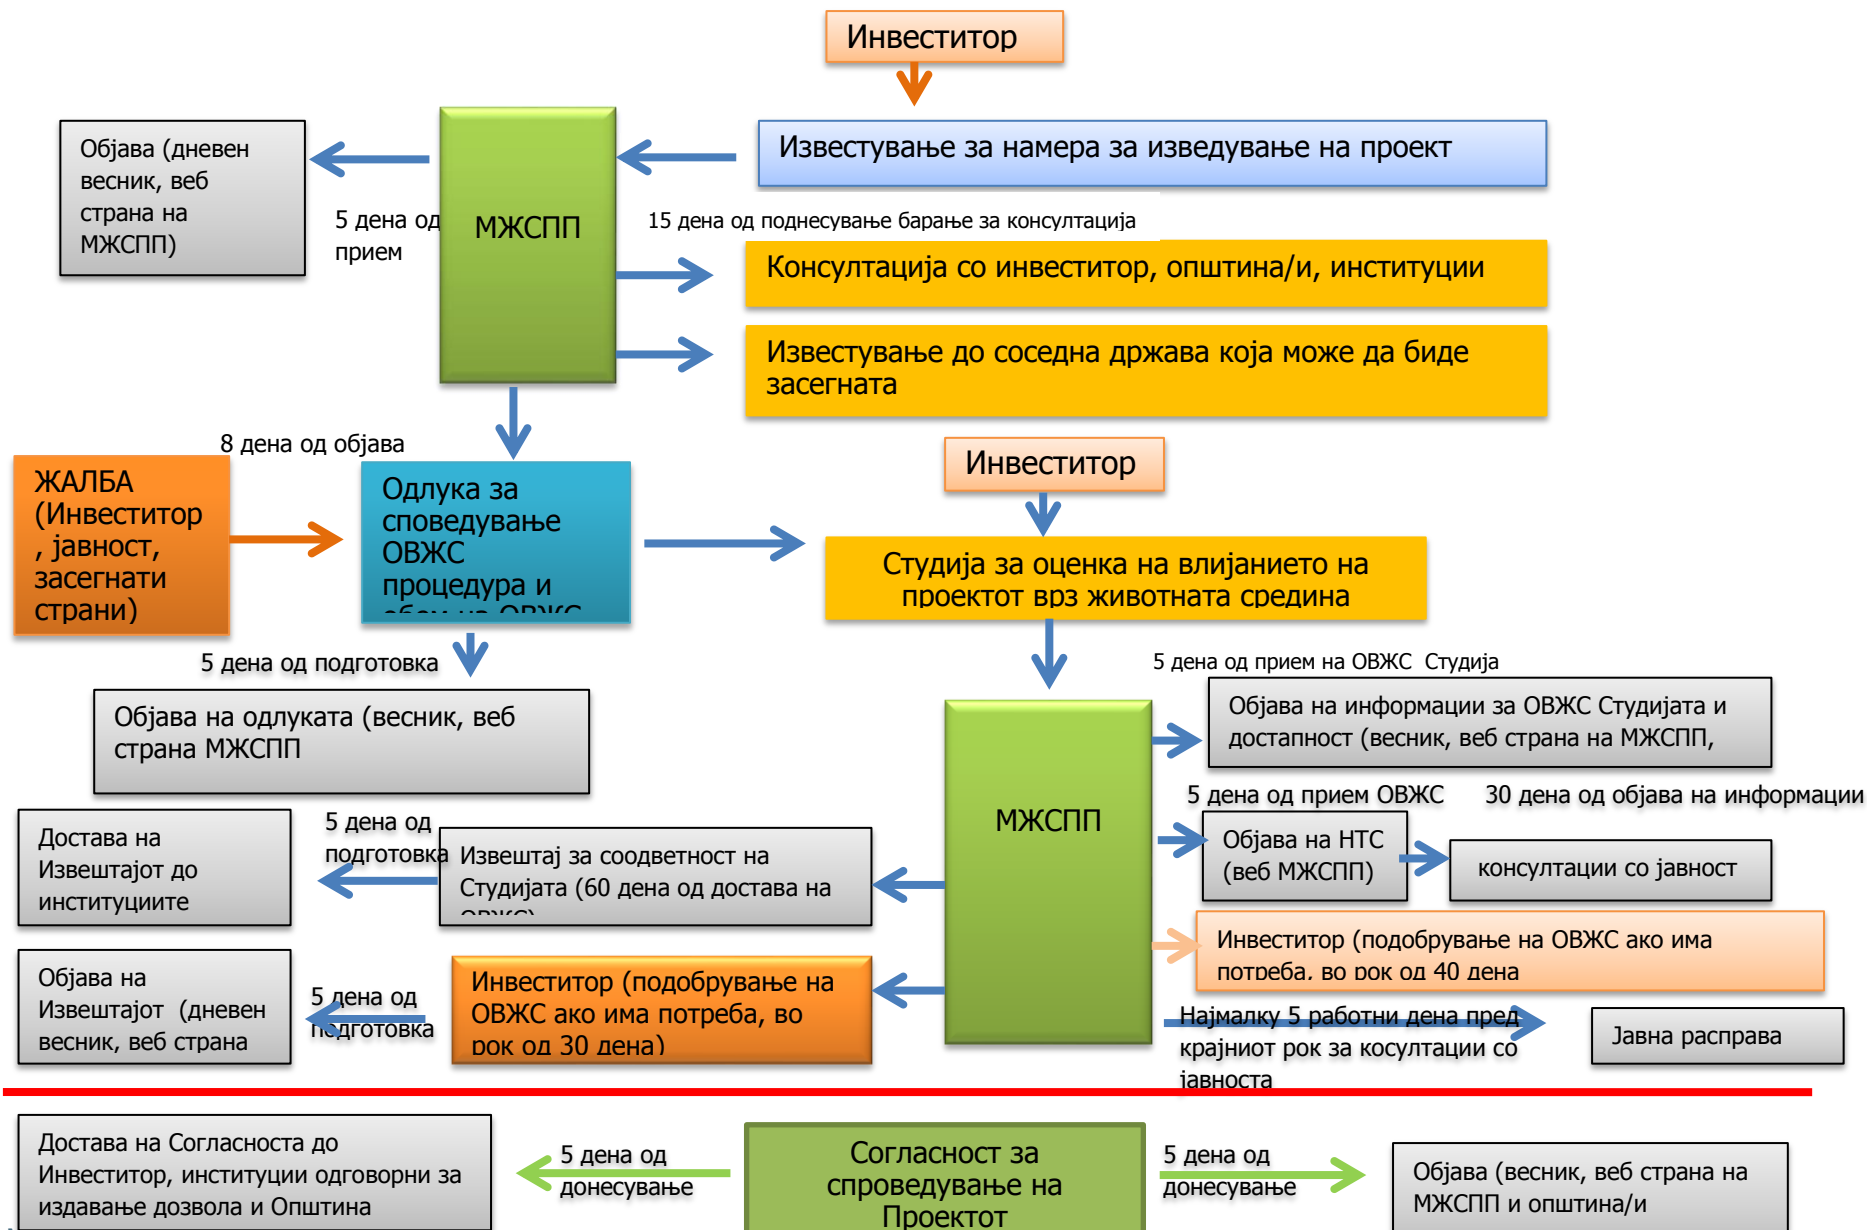 Инвеститор
Објава (дневен
весник, веб
страна на
МЖСПП)
5 дена од
прием
МЖСПП
Известување за намера за изведување на проект
15 дена од поднесување барање за консултација
Консултација со инвеститор, општина/и, институции
Известување до соседна држава која може да биде
засегната
8 дена од објава
ЖАЛБА
(Инвеститор
, јавност,
засегнати
страни)
Одлука за
споведување
ОВЖС
процедура и
обем на ОВЖС
Инвеститор
Студија за оценка на влијанието на
проектот врз животната средина
5 дена од подготовка
Објава на одлуката (весник, веб
страна МЖСПП
5 дена од прием на ОВЖС Студија
Објава на информации за ОВЖС Студијата и
достапност (весник, веб страна на МЖСПП,
МЖСПП
5 дена од прием ОВЖС
30 дена од објава на информации
Објава на НТС
(веб МЖСПП)
консултации со јавност
Достава на
Извештајот до
институциите
5 дена од
подготовка
Извештај за соодветност на
Студијата (60 дена од достава на
ОВЖС)
Инвеститор (подобрување на ОВЖС ако има
потреба, во рок од 40 дена
Објава на
Извештајот (дневен
весник, веб страна
5 дена од
подготовка
Инвеститор (подобрување на
ОВЖС ако има потреба, во
рок од 30 дена)
Најмалку 5 работни дена пред
крајниот рок за косултации со
јавноста
Јавна расправа
Достава на Согласноста до
Инвеститор, институции одговорни за
издавање дозвола и Општина
5 дена од
донесување
Согласност за
спроведување на
Проектот
5 дена од
донесување
Објава (весник, веб страна на
МЖСПП и општина/и